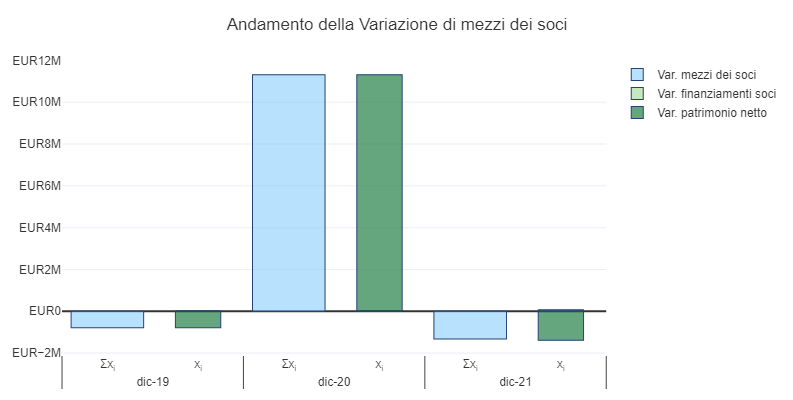 Andamento della Variazione di mezzi dei soci
EUR12M
EUR10M
EUR8M
EUR6M
EUR4M
EUR2M
EUR0
EUR−2M
Var. mezzi dei soci
Var. finanziamenti soci
Var. patrimonio netto
Σxi xi Σxi xi Σxi xi
dic-19 dic-20 dic-21